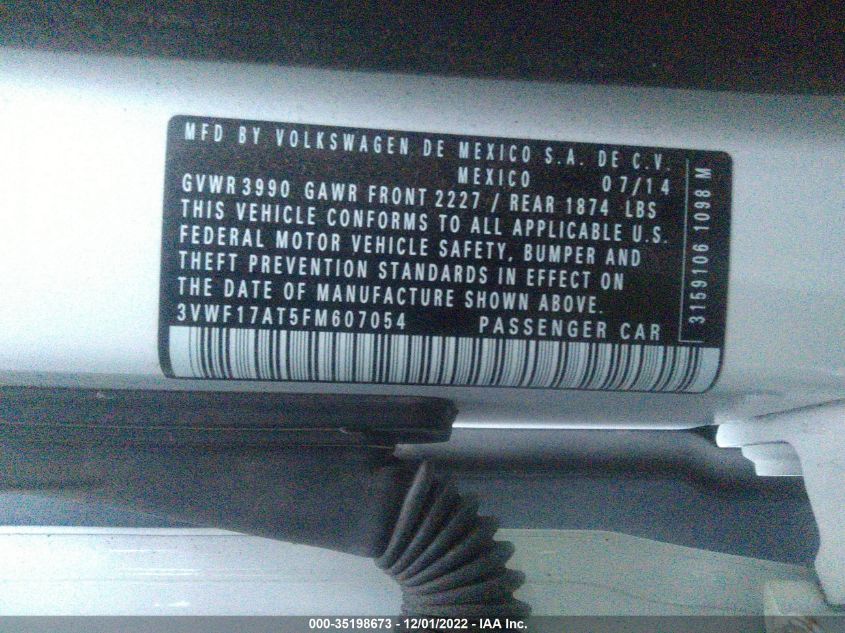 MFD BY VOLKSWAGEN DE MEXICO S.A. DE C.V.
MEXICO 07/14
GVWR 3990 GAWR FRONT 2227 / REAR 1874 LBS
THIS VEHICLE CONFORMS TO ALL APPLICABLE U.S.
FEDERAL MOTOR VEHICLE SAFETY, BUMPER AND
THEFT PREVENTION STANDARDS IN EFFECT ON
THE DATE OF MANUFACTURE SHOWN ABOVE.
3VWF17AT5FM607054 PASSENGER CAR
3159106 1098 M
000-35198673 - 12/01/2022 - IAA Inc.